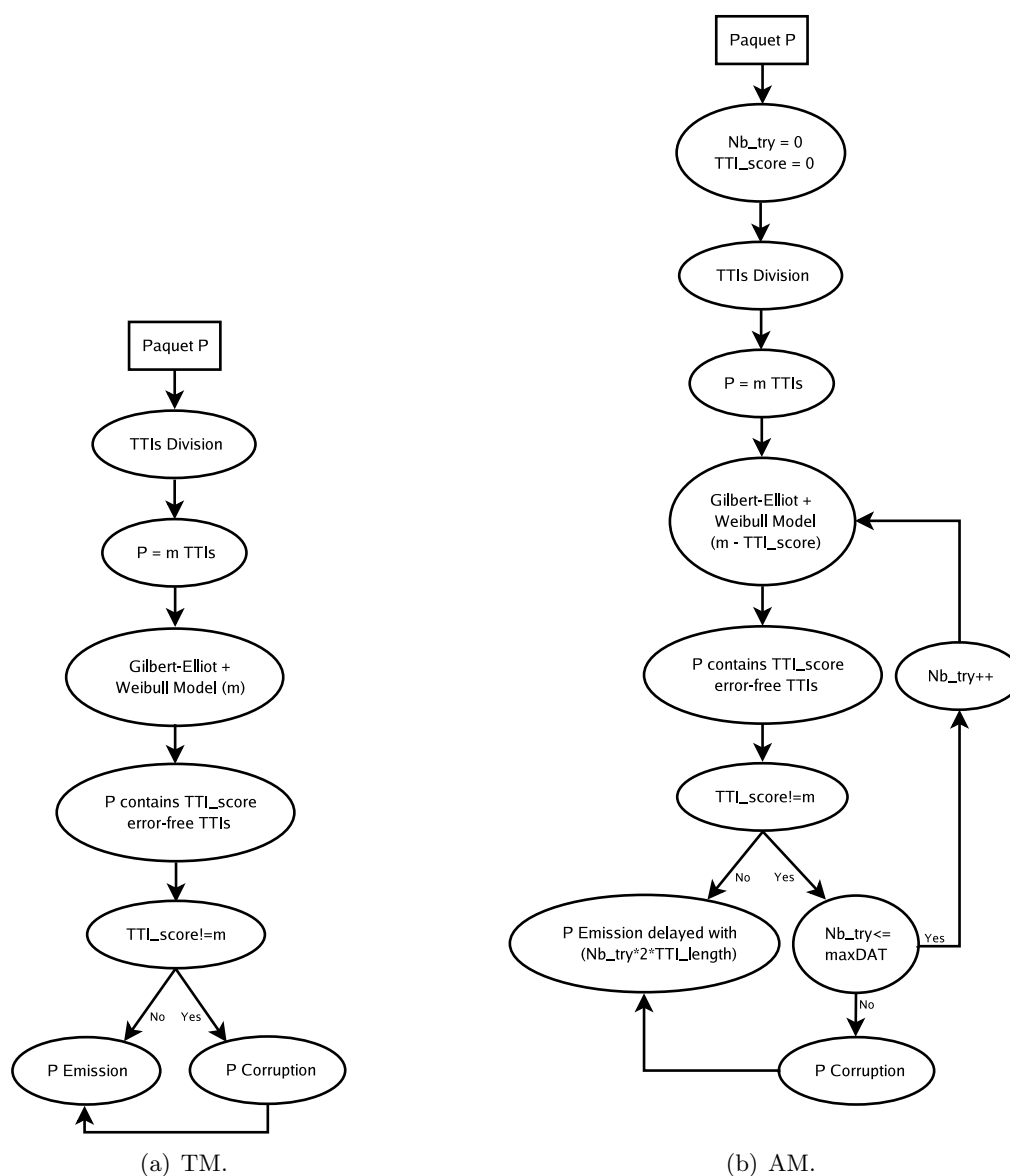 Paquet P
TTIs Division
P = m TTIs
Gilbert-Elliot +
Weibull Model (m)
P contains TTI_score
error-free TTIs
TTI_score!=m
No
Yes
P Emission
P Corruption
(a) TM.
Paquet P
Nb_try = 0
TTI_score = 0
TTIs Division
P = m TTIs
Gilbert-Elliot +
Weibull Model
(m - TTI_score)
P contains TTI_score
error-free TTIs
Nb_try++
TTI_score!=m
No
Yes
P Emission delayed with
(Nb_try*2*TTI_length)
Nb_try<=
maxDAT
Yes
No
P Corruption
(b) AM.